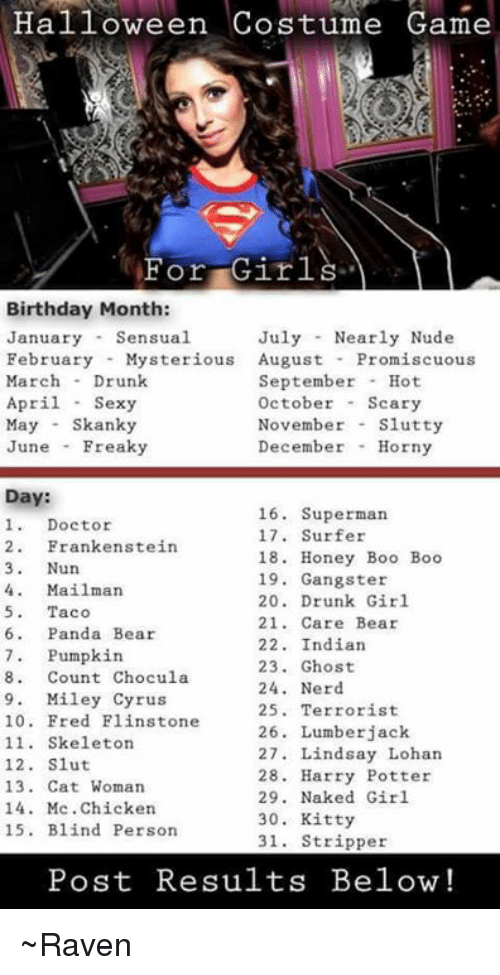 Halloween Costume Game
For Girls
Birthday Month:
January - Sensual
February - Mysterious
March - Drunk
April - Sexy
May - Skanky
June - Freaky
July - Nearly Nude
August - Promiscuous
September - Hot
October - Scary
November - Slutty
December - Horny
Day:
1. Doctor
2. Frankenstein
3. Nun
4. Mailman
5. Taco
6. Panda Bear
7. Pumpkin
8. Count Chocula
9. Miley Cyrus
10. Fred Flinstone
11. Skeleton
12. Slut
13. Cat Woman
14. Mc.Chicken
15. Blind Person
16. Superman
17. Surfer
18. Honey Boo Boo
19. Gangster
20. Drunk Girl
21. Care Bear
22. Indian
23. Ghost
24. Nerd
25. Terrorist
26. Lumberjack
27. Lindsay Lohan
28. Harry Potter
29. Naked Girl
30. Kitty
31. Stripper
Post Results Below!
~Raven